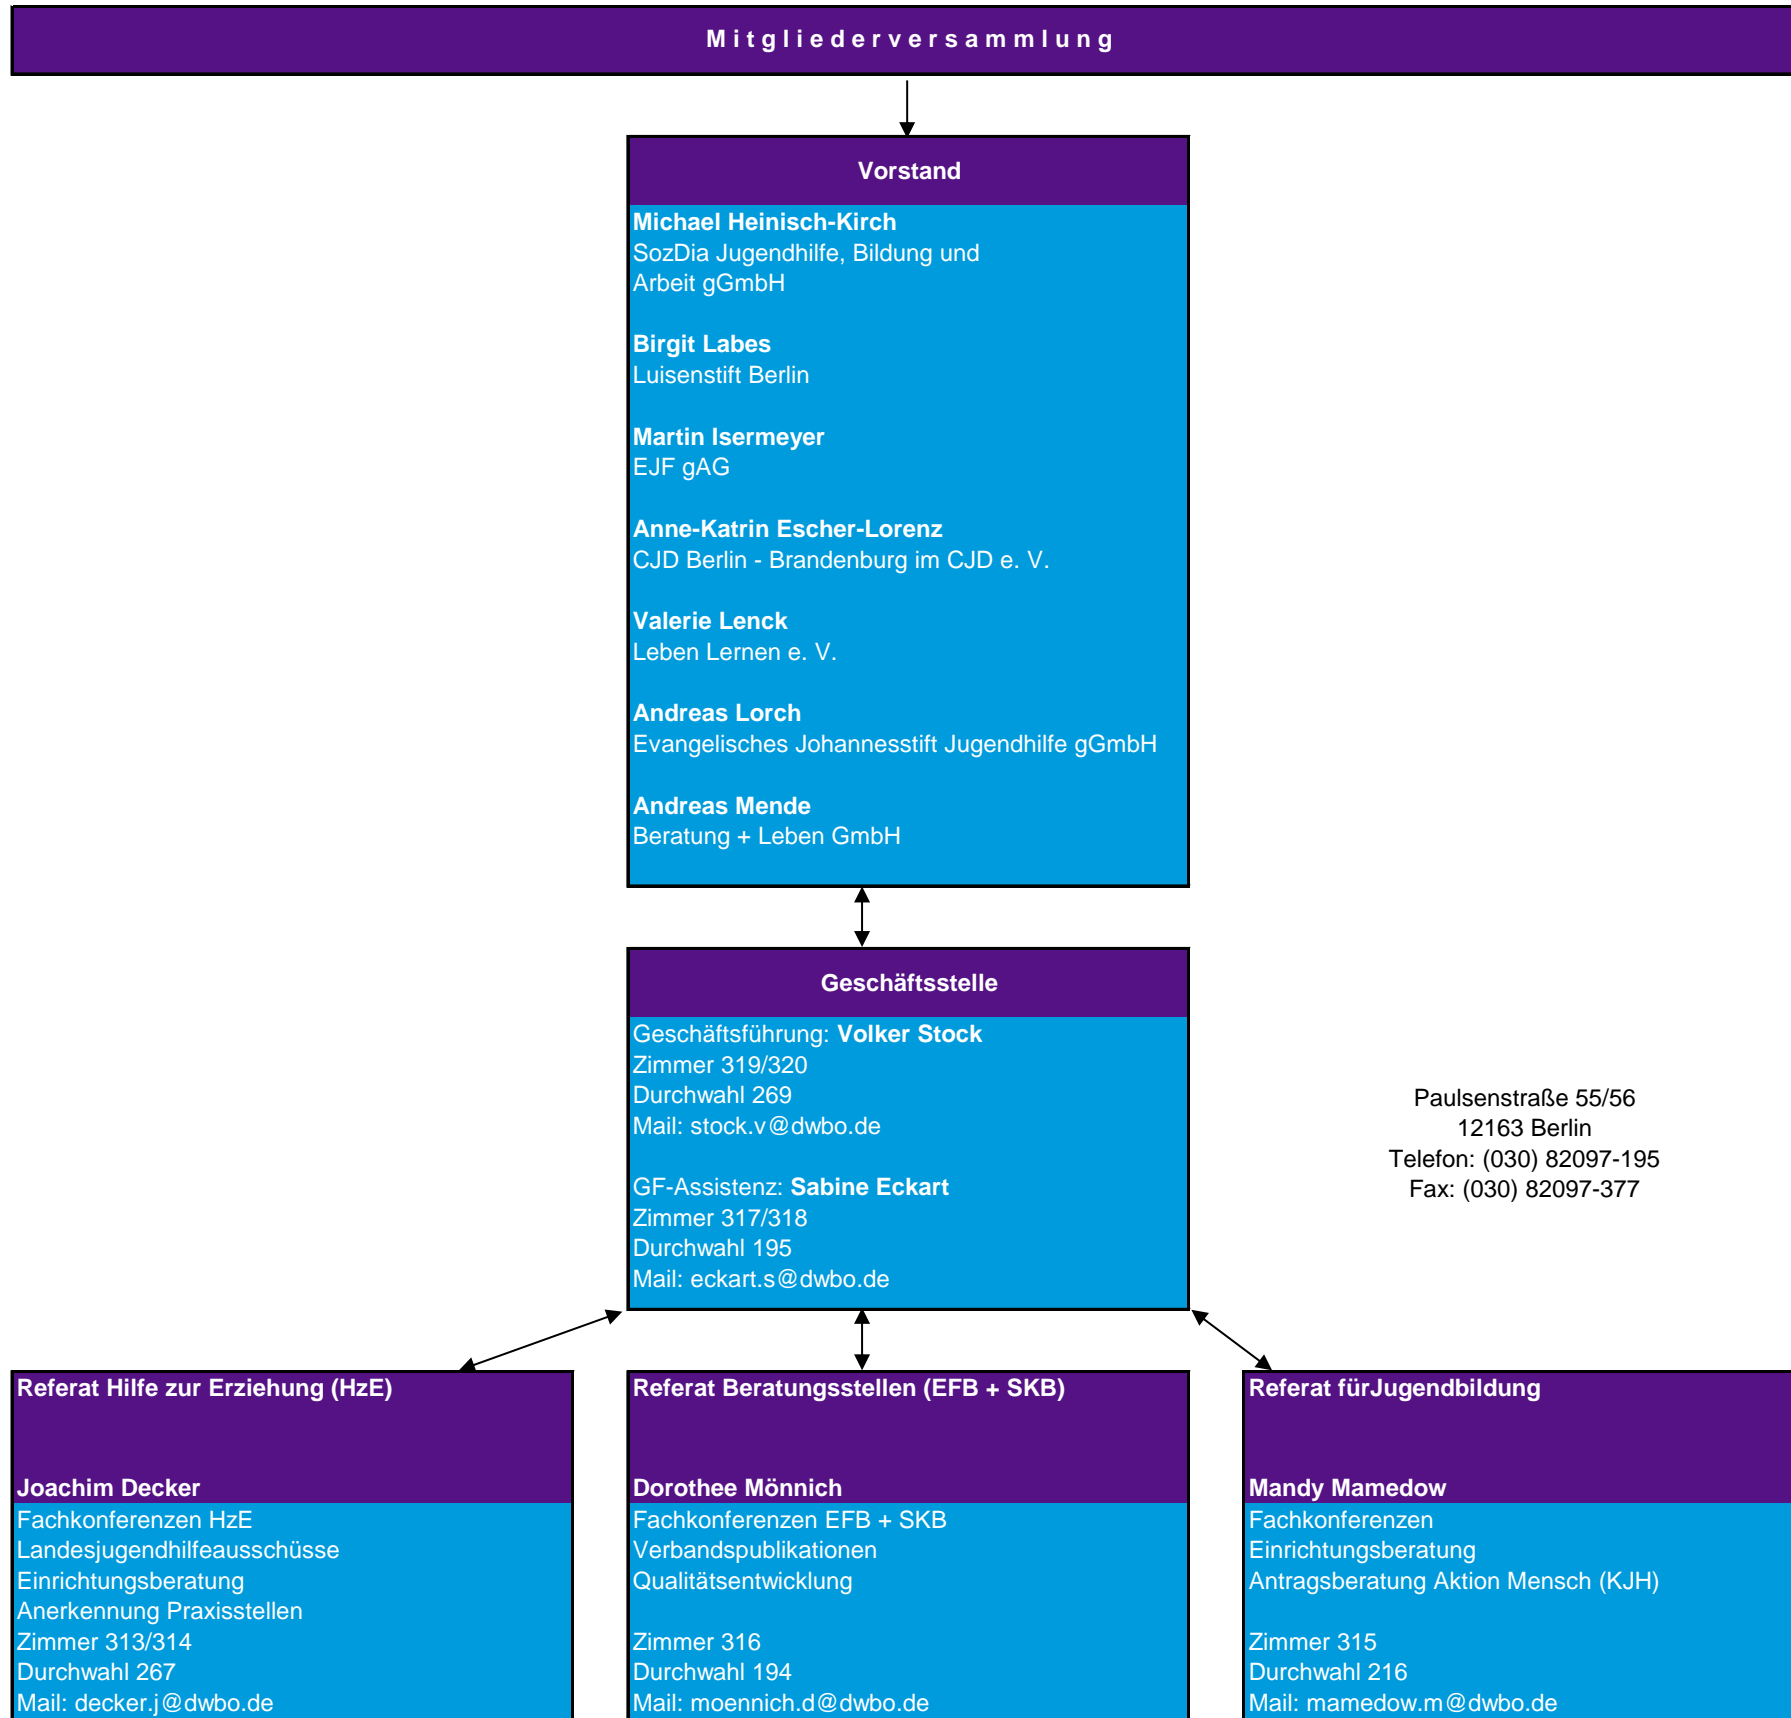 Mitgliederversammlung
Vorstand
Michael Heinisch-Kirch
SozDia Jugendhilfe, Bildung und
Arbeit gGmbH
Birgit Labes
Luisenstift Berlin
Martin Isermeyer
EJF gAG
Anne-Katrin Escher-Lorenz
CJD Berlin - Brandenburg im CJD e. V.
Valerie Lenck
Leben Lernen e. V.
Andreas Lorch
Evangelisches Johannesstift Jugendhilfe gGmbH
Andreas Mende
Beratung + Leben GmbH
Geschäftsstelle
Geschäftsführung: Volker Stock
Zimmer 319/320
Durchwahl 269
Mail: stock.v@dwbo.de
GF-Assistenz: Sabine Eckart
Zimmer 317/318
Durchwahl 195
Mail: eckart.s@dwbo.de
Paulsenstraße 55/56
12163 Berlin
Telefon: (030) 82097-195
Fax: (030) 82097-377
Referat Hilfe zur Erziehung (HzE)
Joachim Decker
Fachkonferenzen HzE
Landesjugendhilfeausschüsse
Einrichtungsberatung
Anerkennung Praxisstellen
Zimmer 313/314
Durchwahl 267
Mail: decker.j@dwbo.de
Referat Beratungsstellen (EFB + SKB)
Dorothee Mönnich
Fachkonferenzen EFB + SKB
Verbandspublikationen
Qualitätsentwicklung
Zimmer 316
Durchwahl 194
Mail: moennich.d@dwbo.de
Referat fürJugendbildung
Mandy Mamedow
Fachkonferenzen
Einrichtungsberatung
Antragsberatung Aktion Mensch (KJH)
Zimmer 315
Durchwahl 216
Mail: mamedow.m@dwbo.de